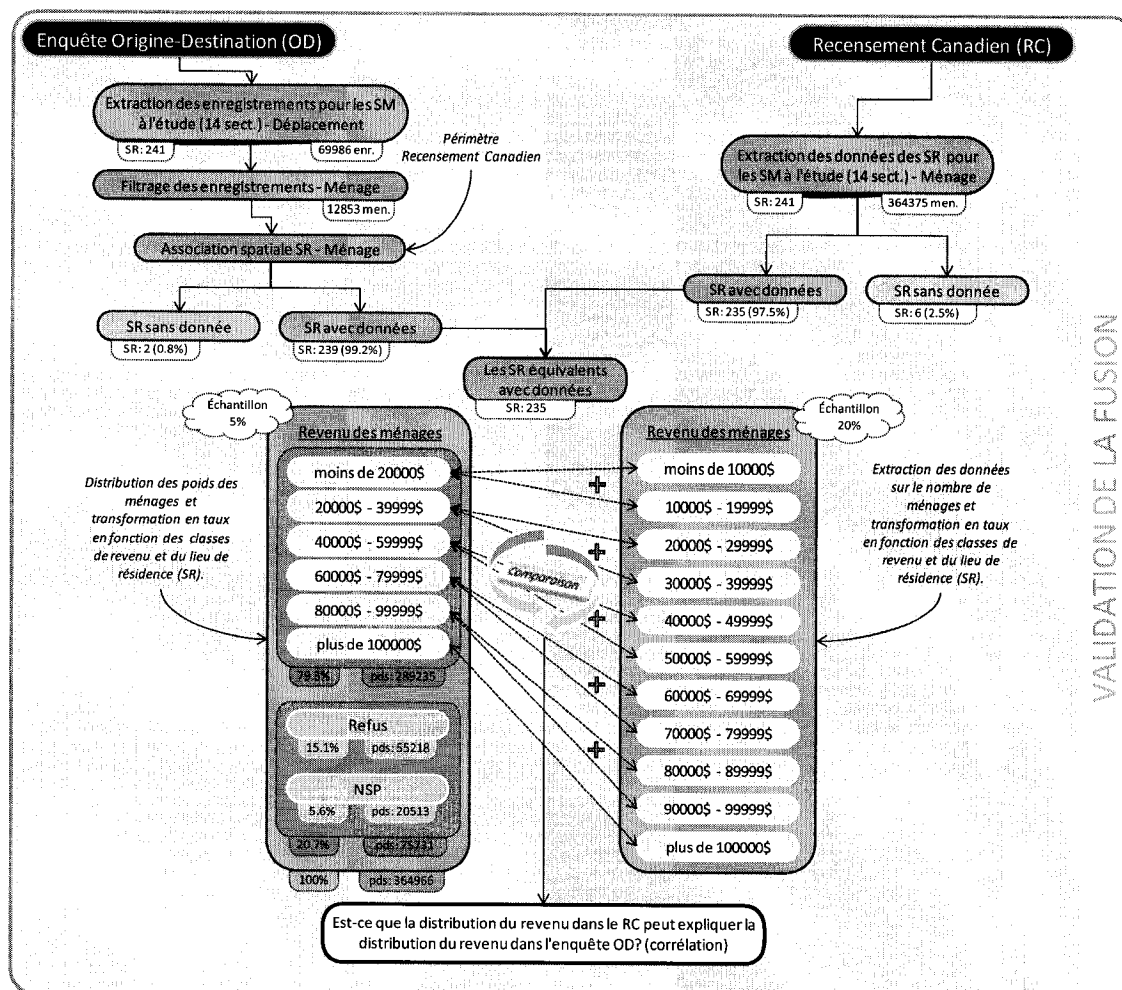 Enquête Origine-Destination (OD)
Recensement Canadien (RC)
Extraction des enregistrements pour les SM
à l'étude (14 sect.) - Déplacement
SR: 241
69986 enr.
Périmètre
Recensement Canadien
Filtrage des enregistrements - Ménage
12853 men.
Association spatiale SR - Ménage
Extraction des données des SR pour
les SM à l'étude (14 sect.) - Ménage
SR: 241
364375 men.
SR sans donnée
SR: 2 (0.8%)
SR avec données
SR: 239 (99.2%)
SR avec données
SR: 235 (97.5%)
SR sans donnée
SR: 6 (2.5%)
Les SR équivalents
avec données
SR: 235
VALIDATION DE LA FUSION
Échantillon
5%
Échantillon
20%
Distribution des poids des
ménages et
transformation en taux
en fonction des classes
de revenu et du lieu de
résidence (SR).
Revenu des ménages
moins de 20000$
20000$ - 39999$
40000$ - 59999$
60000$ - 79999$
80000$ - 99999$
plus de 100000$
79.3%
pds: 289235
Refus
15.1%
pds: 55218
NSP
5.6%
pds: 20513
20.7%
pds: 75731
100%
pds: 364966
Comparaison
Revenu des ménages
moins de 10000$
10000$ - 19999$
20000$ - 29999$
30000$ - 39999$
40000$ - 49999$
50000$ - 59999$
60000$ - 69999$
70000$ - 79999$
80000$ - 89999$
90000$ - 99999$
plus de 100000$
Extraction des données
sur le nombre de
ménages et
transformation en taux
en fonction des classes de
revenu et du lieu de
résidence (SR).
Est-ce que la distribution du revenu dans le RC peut expliquer la
distribution du revenu dans l'enquête OD? (corrélation)